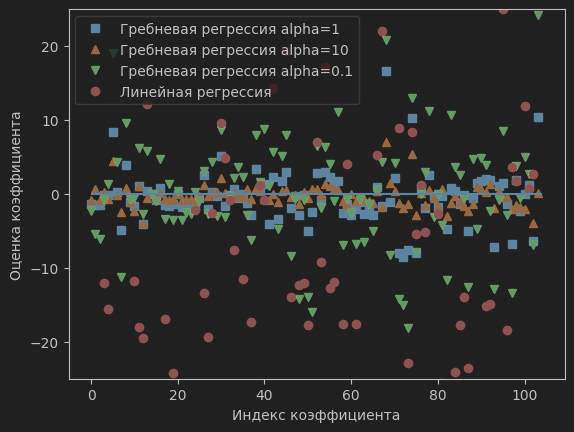 Гребневая регрессия alpha=1
Гребневая регрессия alpha=10
Гребневая регрессия alpha=0.1
Линейная регрессия
Оценка коэффициента
20
10
0
−10
−20
0 20 40 60 80 100
Индекс коэффициента